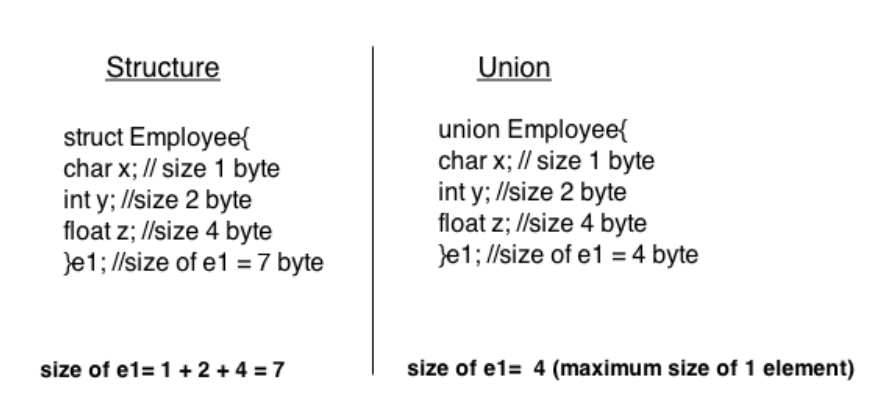 Structure
struct Employee{
char x; // size 1 byte
int y; //size 2 byte
float z; //size 4 byte
}e1; //size of e1 = 7 byte
size of e1= 1 + 2 + 4 = 7
Union
union Employee{
char x; // size 1 byte
int y; //size 2 byte
float z; //size 4 byte
}e1; //size of e1 = 4 byte
size of e1= 4 (maximum size of 1 element)